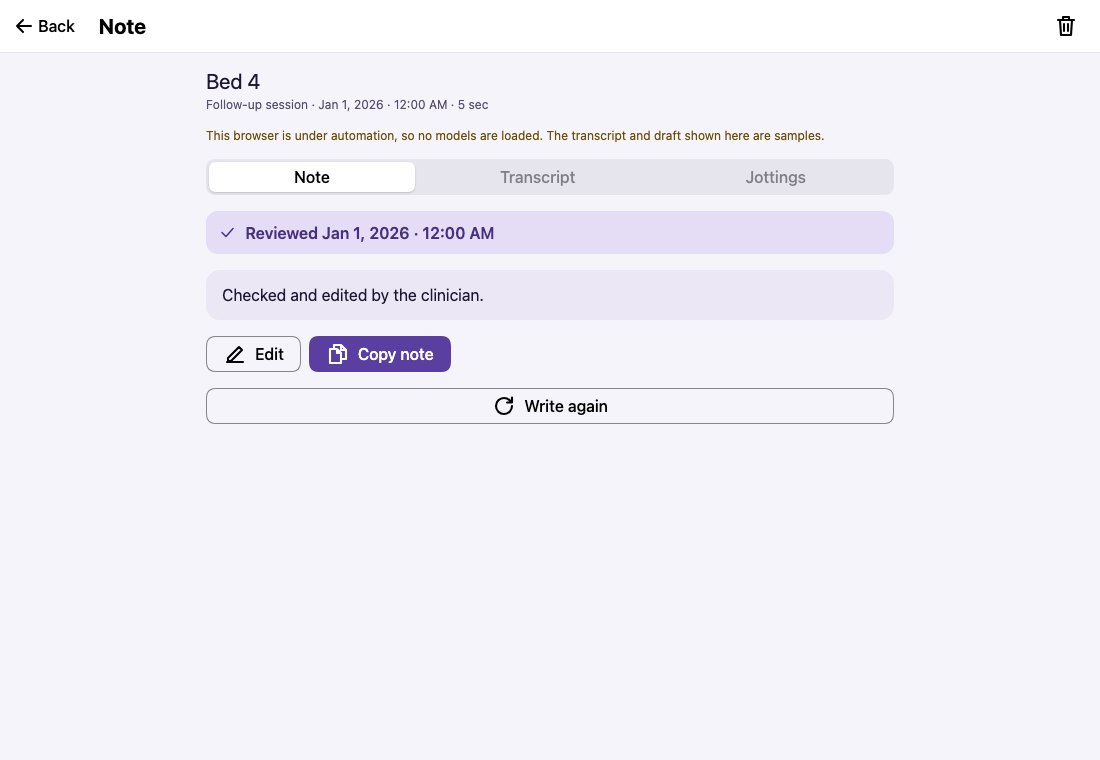 Back Note
Bed 4
Follow-up session · Jan 1, 2026 · 12:00 AM · 5 sec
This browser is under automation, so no models are loaded. The transcript and draft shown here are samples.
Note Transcript Jottings
Reviewed Jan 1, 2026 · 12:00 AM
Checked and edited by the clinician.
Edit Copy note
Write again